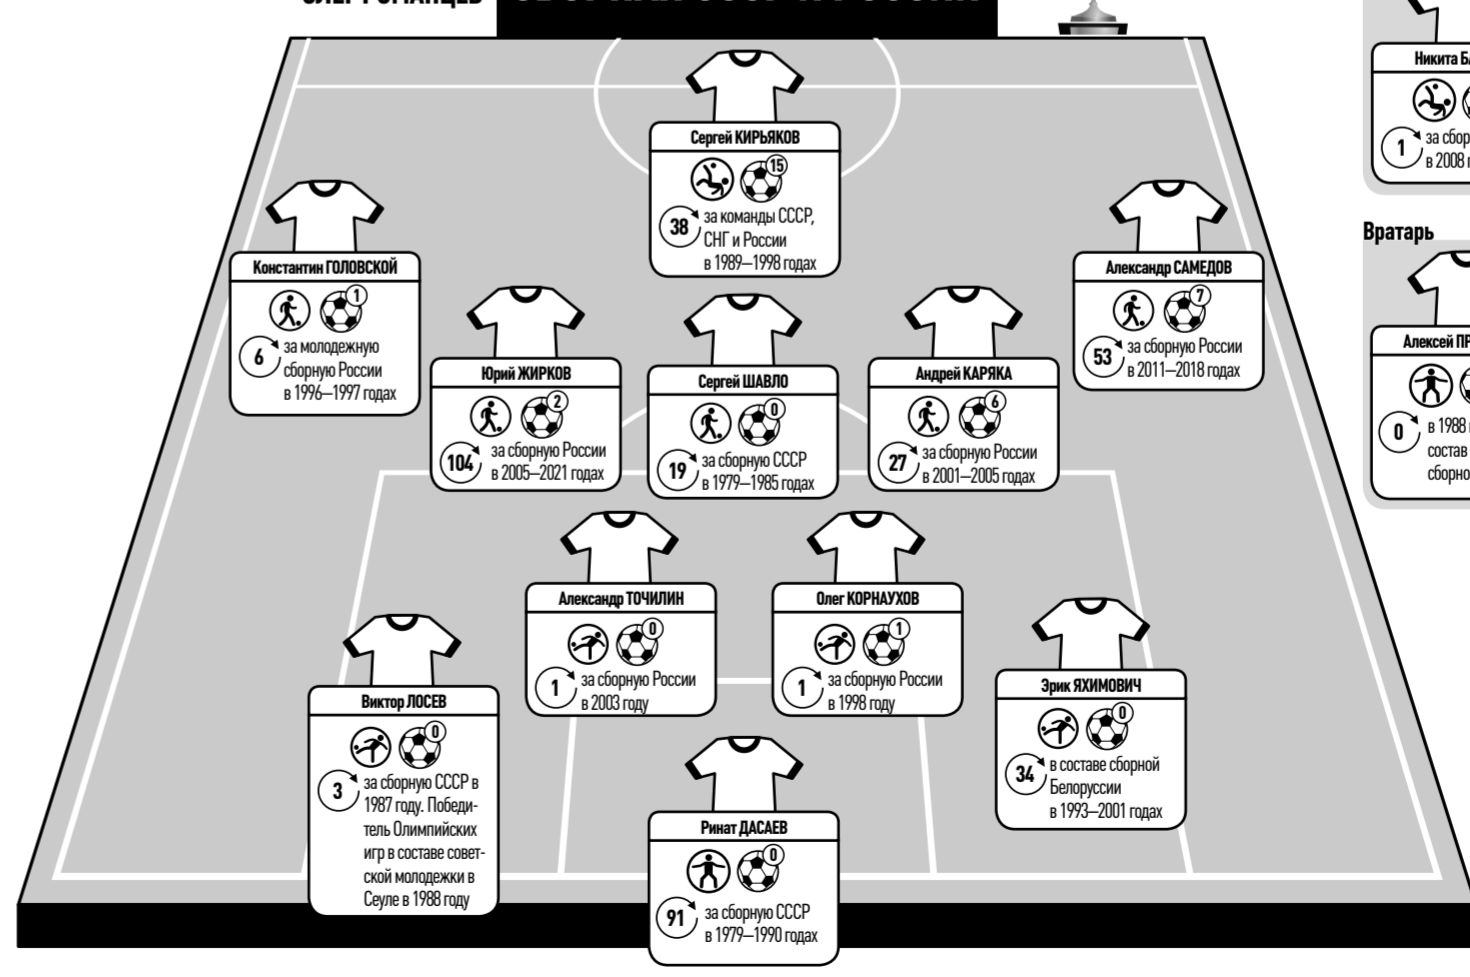 Сергей КИРЬЯКОВ
15
38
за команды СССР,
СНГ и России
в 1989–1998 годах
Константин ГОЛОВСКОЙ
1
6
за молодежную
сборную России
в 1996–1997 годах
Александр САМЕДОВ
7
53
за сборную России
в 2011–2018 годах
Юрий ЖИРКОВ
2
104
за сборную России
в 2005–2021 годах
Сергей ШАВЛО
0
19
за сборную СССР
в 1979–1985 годах
Андрей КАРЯКА
6
27
за сборную России
в 2001–2005 годах
Александр ТОЧИЛИН
0
1
за сборную России
в 2003 году
Олег КОРНАУХОВ
1
1
за сборную России
в 1998 году
Виктор ЛОСЕВ
0
3
за сборную СССР в
1987 году. Победи-
тель Олимпийских
игр в составе совет-
ской молодежки в
Сеуле в 1988 году
Эрик ЯХИМОВИЧ
0
34
в составе сборной
Белоруссии
в 1993–2001 годах
Ринат ДАСАЕВ
0
91
за сборную СССР
в 1979–1990 годах
Никита
1
за
в 2008
Вратарь
Алексей
0
в 1988
состав